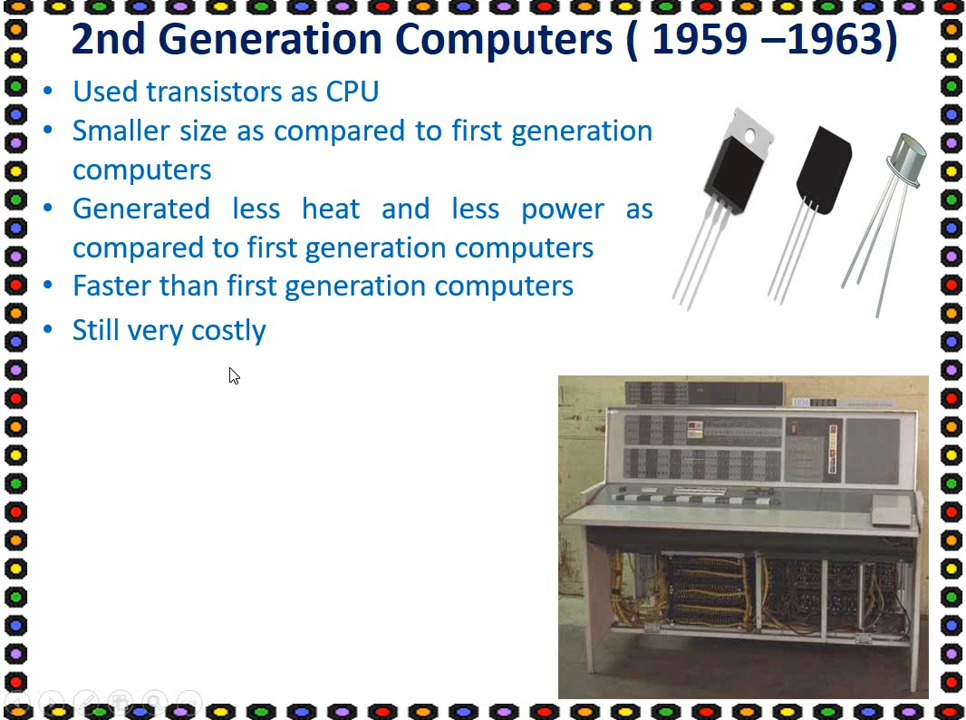 2nd Generation Computers ( 1959 –1963)
• Used transistors as CPU
• Smaller size as compared to first generation
computers
• Generated less heat and less power as
compared to first generation computers
• Faster than first generation computers
• Still very costly